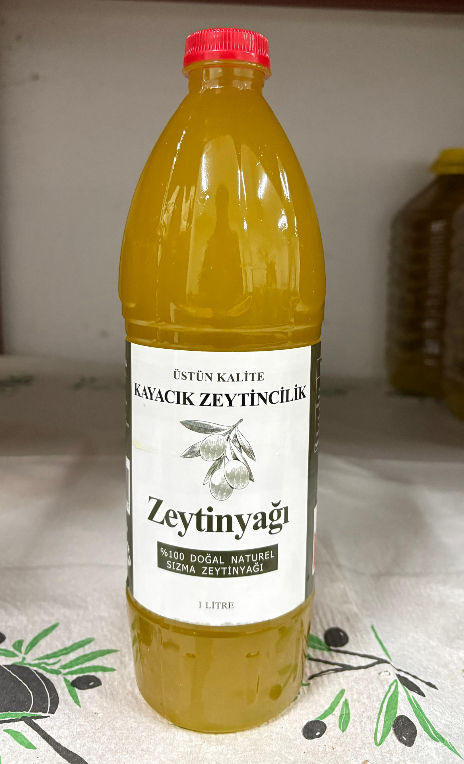 ÜSTÜN KALİTE
KAYACIK ZEYTİNCİLİK
Zeytinyağı
%100 DOĞAL NATUREL
SIZMA ZEYTİNYAĞI
1 LİTRE